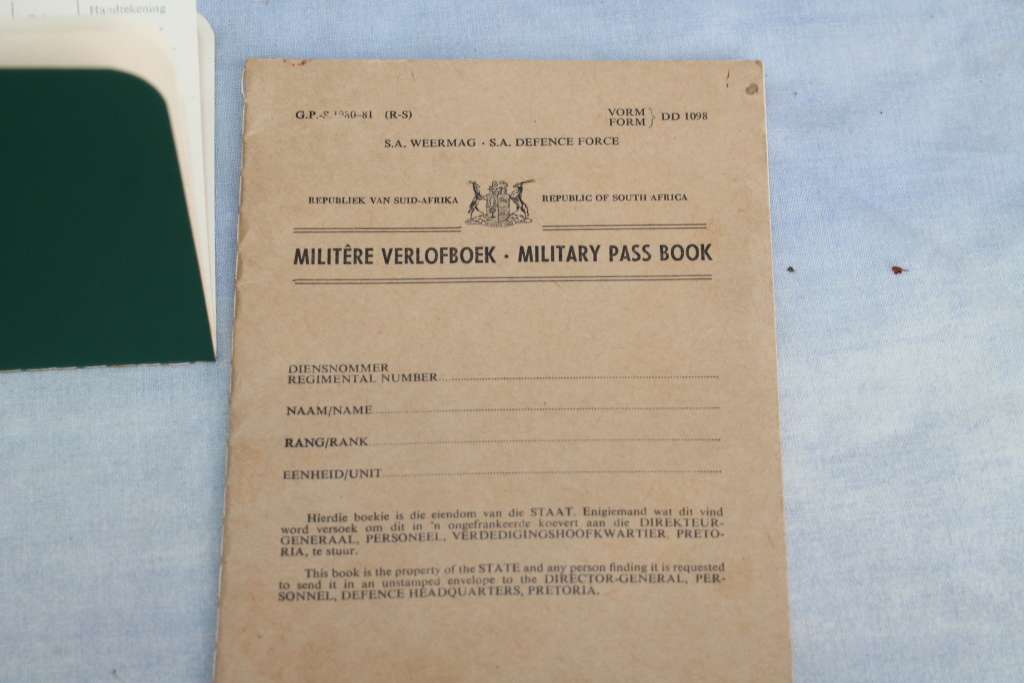 Handtekening
G.P.-S. 1980-81 (R-S)
VORM
FORM } DD 1098
S.A. WEERMAG · S.A. DEFENCE FORCE
REPUBLIEK VAN SUID-AFRIKA REPUBLIC OF SOUTH AFRICA
MILITÊRE VERLOFBOEK · MILITARY PASS BOOK
DIENSNOMMER
REGIMENTAL NUMBER
NAAM/NAME
RANG/RANK
EENHEID/UNIT
Hierdie boekie is die eiendom van die STAAT. Enigiemand wat dit vind
word versoek om dit in 'n ongefrankeerde koevert aan die DIREKTEUR-
GENERAAL, PERSONEEL, VERDEDIGINGSHOOFKWARTIER, PRETO-
RIA, te stuur.
This book is the property of the STATE and any person finding it is requested
to send it in an unstamped envelope to the DIRECTOR-GENERAL, PER-
SONNEL, DEFENCE HEADQUARTERS, PRETORIA.